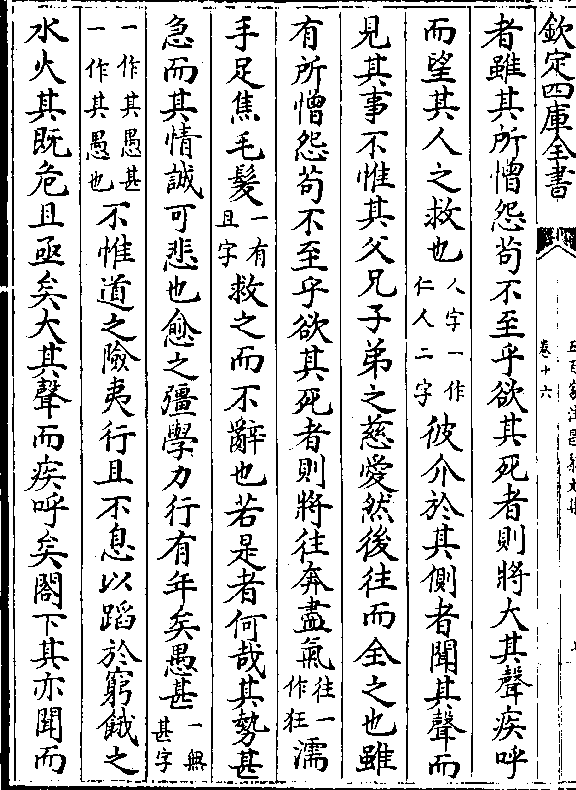 欽定四庫全書
卷十六
者雖其所憎怨苟不至乎欲其死者則將大其聲疾呼
而望其人之救也人字一作仁人二字彼介於其側者聞其聲而
見其事不惟其父兄子弟之慈愛然後往而全之也雖
有所憎怨苟不至乎欲其死者則將往奔盡氣往一作狂濡
手足焦毛髮一有且字救之而不辭也若是者何哉其勢甚
急而其情誠可悲也愈之彊學力行有年矣愚甚一無甚字
一作其愚甚一作其愚也不惟道之險夷行且不息以蹈於窮餓之
水火其既危且亟矣大其聲而疾呼矣閣下其亦聞而